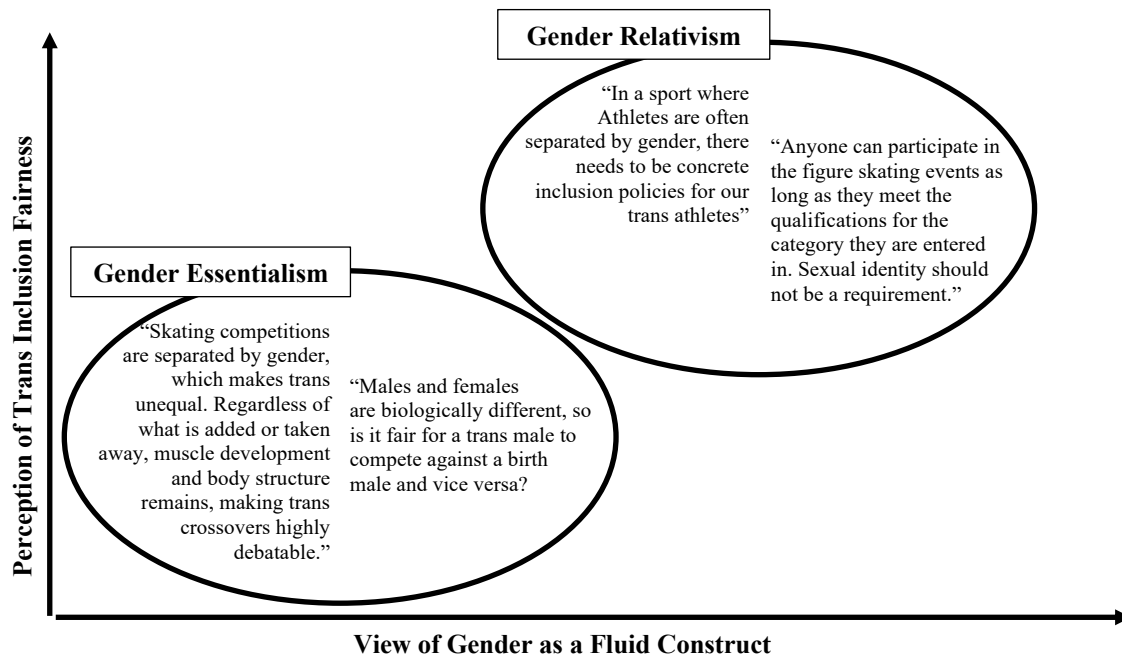 Gender Relativism
“In a sport where
Athletes are often
separated by gender, there
needs to be concrete
inclusion policies for our
trans athletes”
“Anyone can participate in
the figure skating events as
long as they meet the
qualifications for the
category they are entered
in. Sexual identity should
not be a requirement.”
Gender Essentialism
“Skating competitions
are separated by gender,
which makes trans
unequal. Regardless of
what is added or taken
away, muscle development
and body structure
remains, making trans
crossovers highly
debatable.”
“Males and females
are biologically different, so
is it fair for a trans male to
compete against a birth
male and vice versa?
Perception of Trans Inclusion Fairness
View of Gender as a Fluid Construct